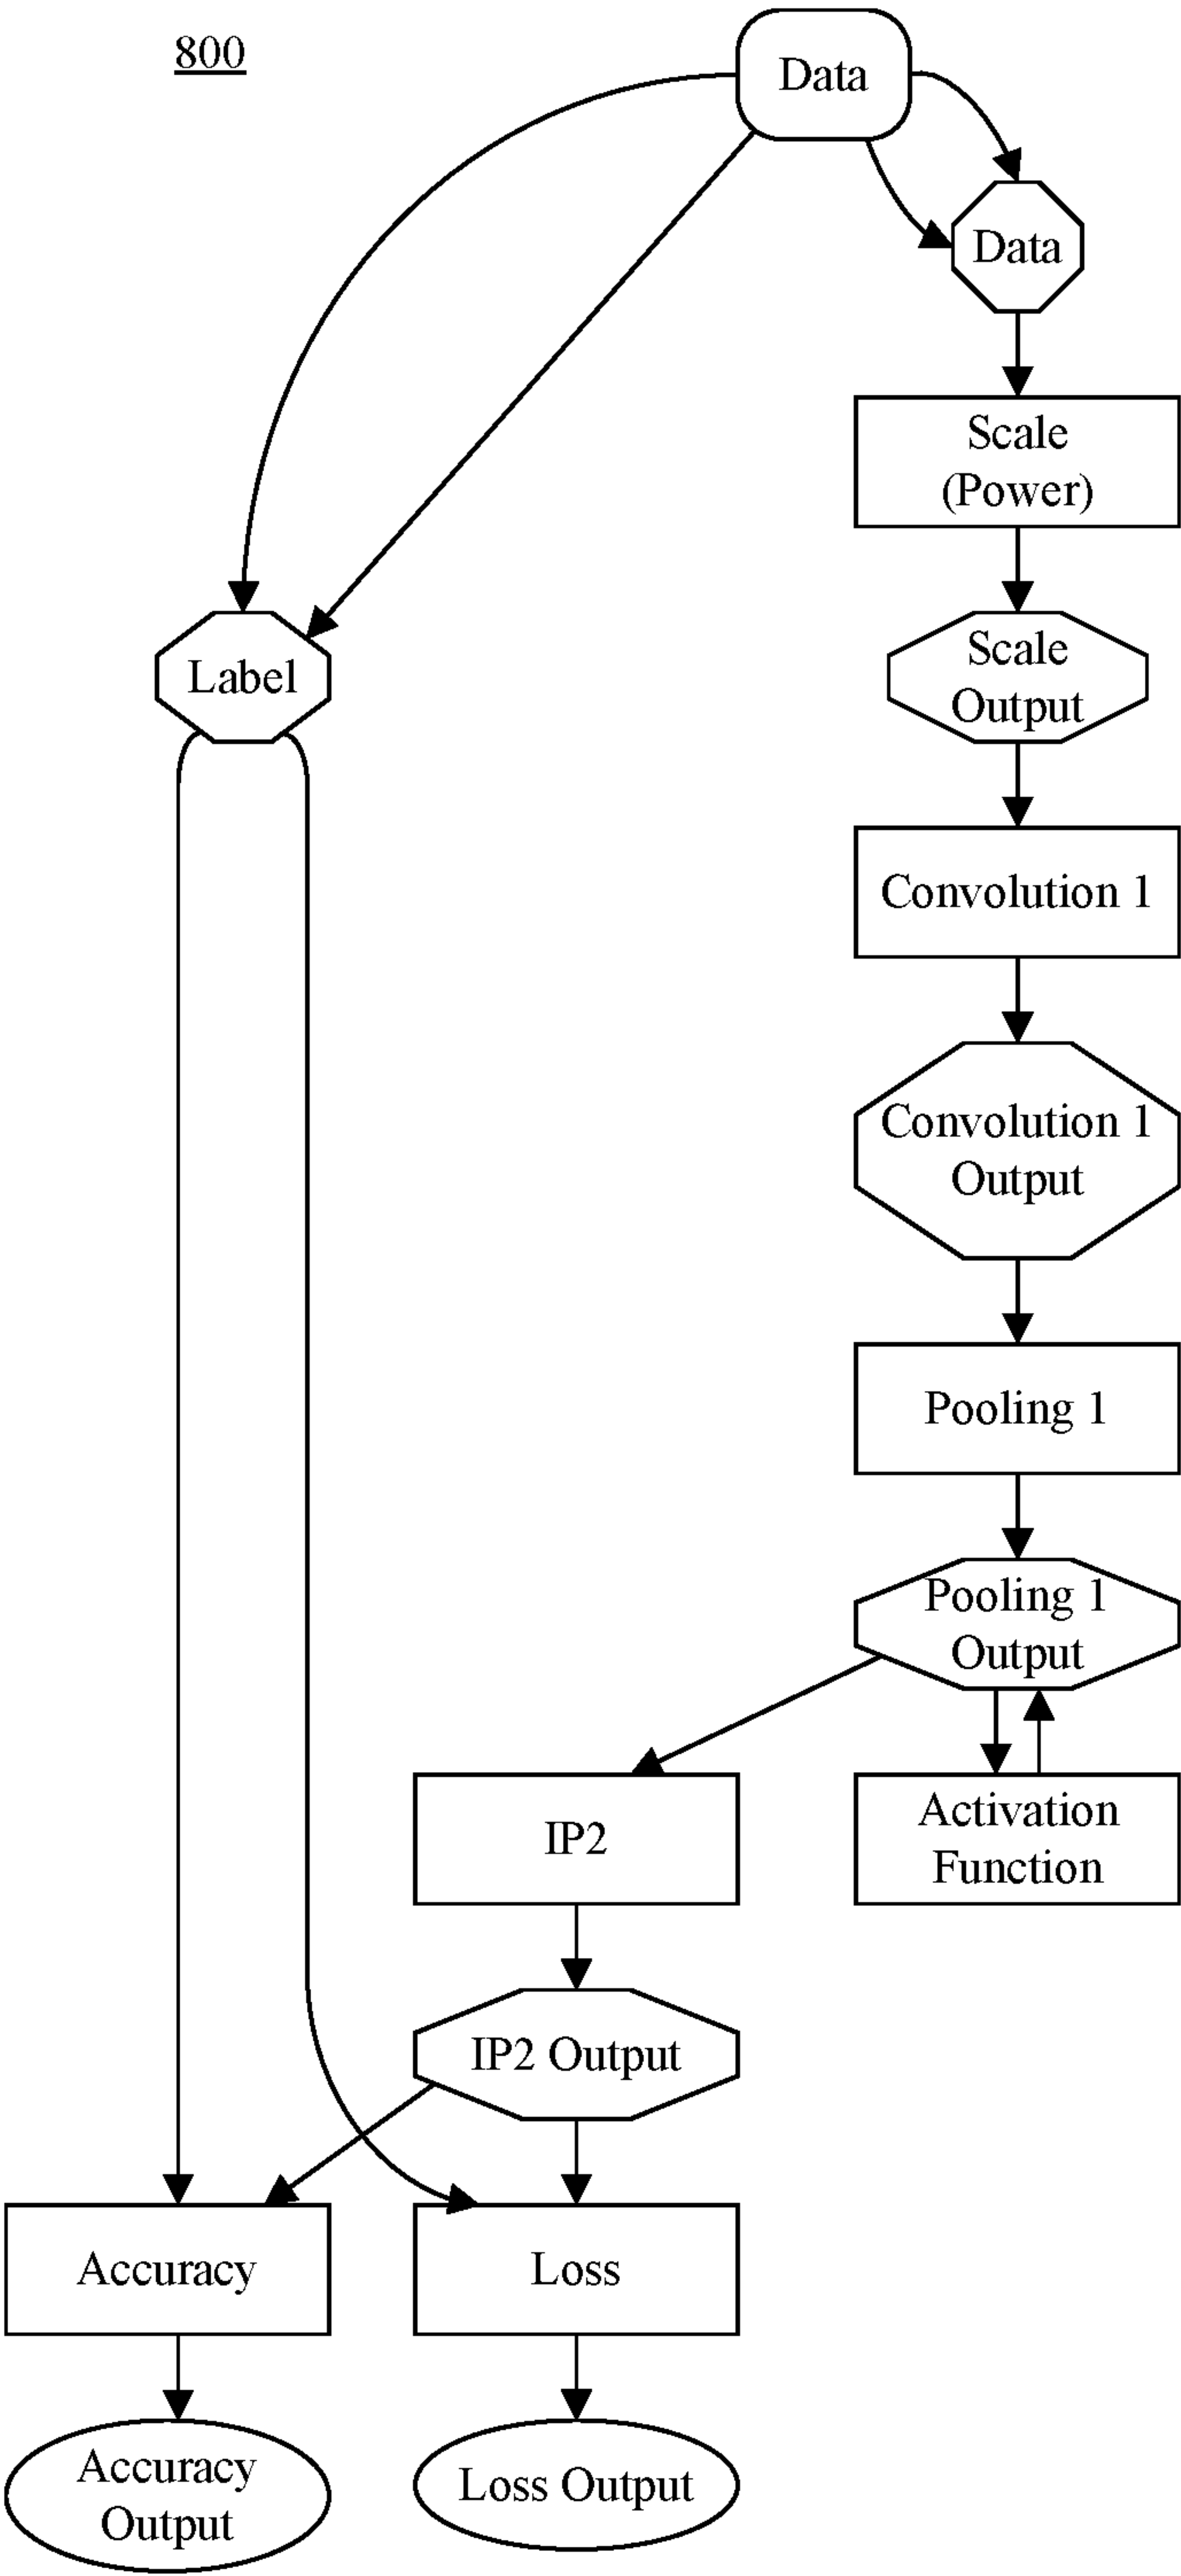 800
Data
Data
Scale
(Power)
Label
Scale
Output
Convolution 1
Convolution 1
Output
Pooling 1
Pooling 1
Output
IP2
Activation
Function
IP2 Output
Accuracy
Loss
Accuracy
Output
Loss Output